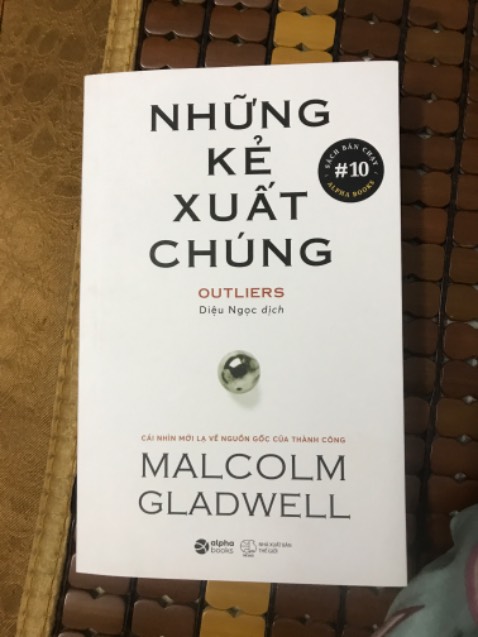 NHỮNG
KẺ
XUẤT
CHÚNG
SÁCH BÁN CHẠY
#10
ALPHA BOOKS
OUTLIERS
Diệu Ngọc dịch
CÁI NHÌN MỚI LẠ VỀ NGUỒN GỐC CỦA THÀNH CÔNG
MALCOLM
GLADWELL
alpha
books
NHÀ XUẤT BẢN
THẾ GIỚI